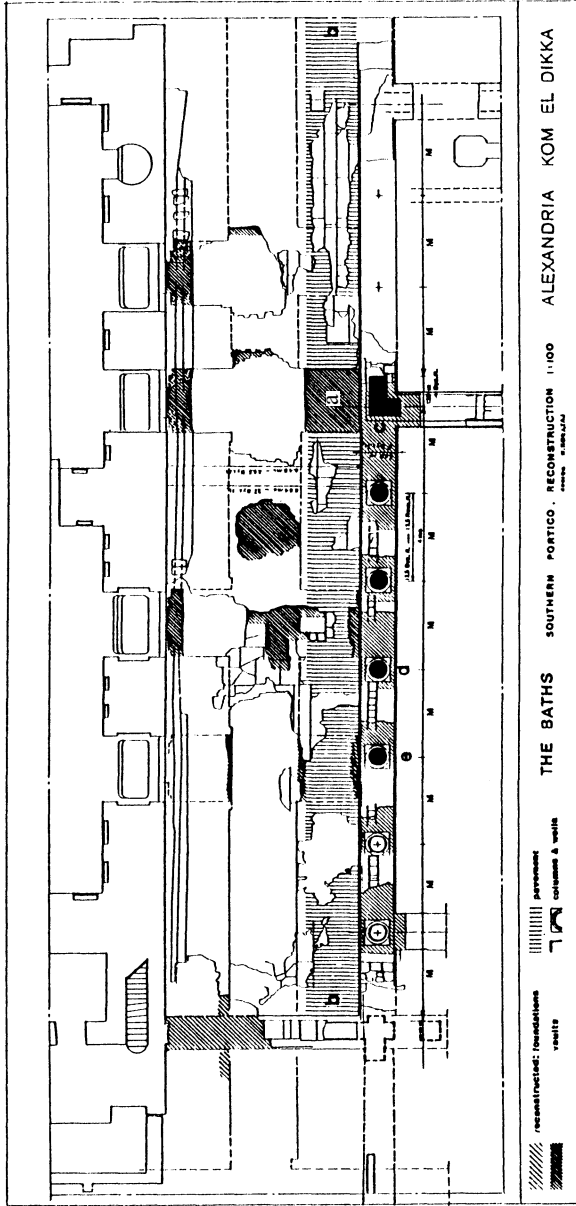 b
a
b
c
d
e
M M M M M M M M
reconstructed: foundations
vaults
pavement
columns & walls
THE BATHS SOUTHERN PORTICO. RECONSTRUCTION 1:100 ALEXANDRIA KOM EL DIKKA